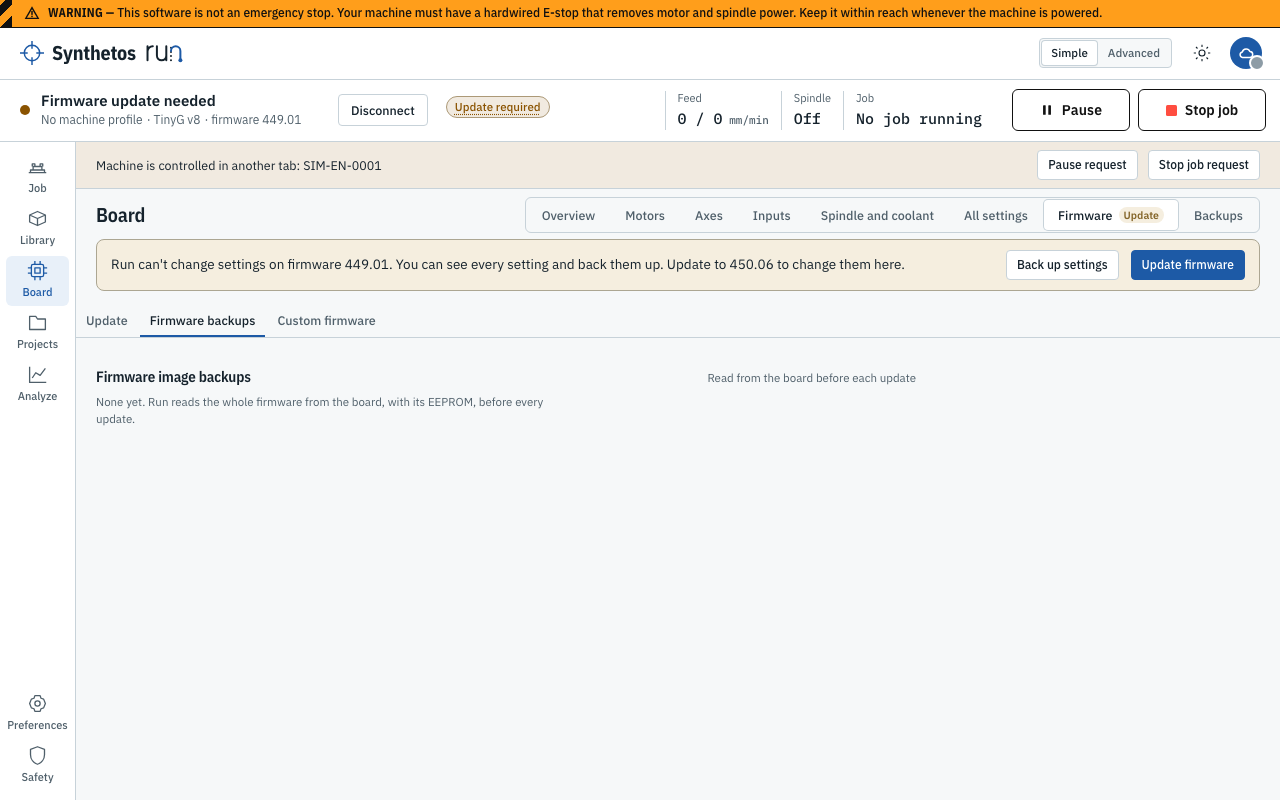 WARNING — This software is not an emergency stop. Your machine must have a hardwired E-stop that removes motor and spindle power. Keep it within reach whenever the machine is powered.
Synthetos run
Simple Advanced
Firmware update needed
No machine profile · TinyG v8 · firmware 449.01
Disconnect
Update required
Feed
0 / 0 mm/min
Spindle
Off
Job
No job running
Pause
Stop job
Machine is controlled in another tab: SIM-EN-0001
Pause request
Stop job request
Job
Library
Board
Projects
Analyze
Preferences
Safety
Board
Overview Motors Axes Inputs Spindle and coolant All settings Firmware Update Backups
Run can't change settings on firmware 449.01. You can see every setting and back them up. Update to 450.06 to change them here.
Back up settings
Update firmware
Update Firmware backups Custom firmware
Firmware image backups
Read from the board before each update
None yet. Run reads the whole firmware from the board, with its EEPROM, before every
update.